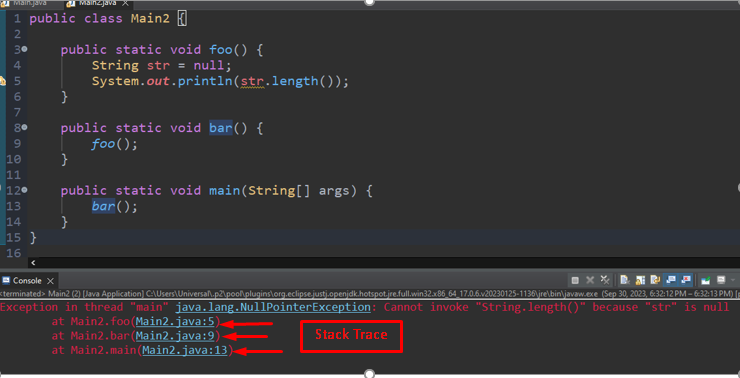 Main.java Main2.java
1 public class Main2 {
2
3 public static void foo() {
4 String str = null;
5 System.out.println(str.length());
6 }
7
8 public static void bar() {
9 foo();
10 }
11
12 public static void main(String[] args) {
13 bar();
14 }
15 }
16
Console
<terminated> Main2 (2) [Java Application] C:\Users\Universal\.p2\pool\plugins\org.eclipse.justj.openjdk.hotspot.jre.full.win32.x86_64_17.0.6.v20230125-1136\jre\bin\javaw.exe (Sep 30, 2023, 6:32:12 PM – 6:32:13 PM)
Exception in thread "main" java.lang.NullPointerException: Cannot invoke "String.length()" because "str" is null
at Main2.foo(Main2.java:5)
at Main2.bar(Main2.java:9)
at Main2.main(Main2.java:13)
Stack Trace